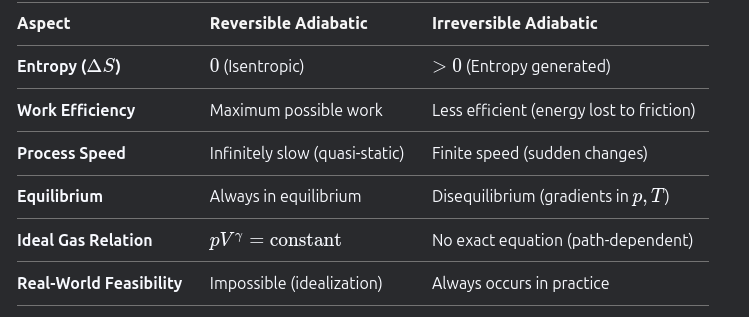 Aspect Reversible Adiabatic Irreversible Adiabatic
Entropy (ΔS) 0 (Isentropic) > 0 (Entropy generated)
Work Efficiency Maximum possible work Less efficient (energy lost to friction)
Process Speed Infinitely slow (quasi-static) Finite speed (sudden changes)
Equilibrium Always in equilibrium Disequilibrium (gradients in p, T)
Ideal Gas Relation pV^γ = constant No exact equation (path-dependent)
Real-World Feasibility Impossible (idealization) Always occurs in practice